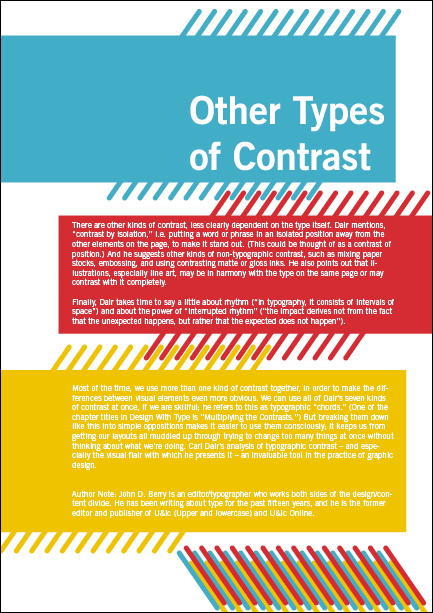 Other Types
of Contrast
There are other kinds of contrast, less clearly dependent on the type itself. Dair mentions,
"contrast by isolation," i.e. putting a word or phrase in an isolated position away from the
other elements on the page, to make it stand out. (This could be thought of as a contrast of
position.) And he suggests other kinds of non-typographic contrast, such as mixing paper
stocks, embossing, and using contrasting matte or gloss inks. He also points out that il-
lustrations, especially line art, may be in harmony with the type on the same page or may
contrast with it completely.
Finally, Dair takes time to say a little about rhythm ("in typography, it consists of intervals of
space") and about the power of "interrupted rhythm" ("the impact derives not from the fact
that the unexpected happens, but rather that the expected does not happen").
Most of the time, we use more than one kind of contrast together, in order to make the dif-
ferences between visual elements even more obvious. We can use all of Dair's seven kinds
of contrast at once, if we are skillful; he refers to this as typographic "chords." (One of the
chapter titles in Design With Type is "Multiplying the Contrasts.") But breaking them down
like this into simple oppositions makes it easier to use them consciously; it keeps us from
getting our layouts all muddled up through trying to change too many things at once without
thinking about what we're doing. Carl Dair's analysis of typographic contrast – and espe-
cially the visual flair with which he presents it – an invaluable tool in the practice of graphic
design.
Author Note: John D. Berry is an editor/typographer who works both sides of the design/con-
tent divide. He has been writing about type for the past fifteen years, and he is the former
editor and publisher of U&lc (Upper and lowercase) and U&lc Online.